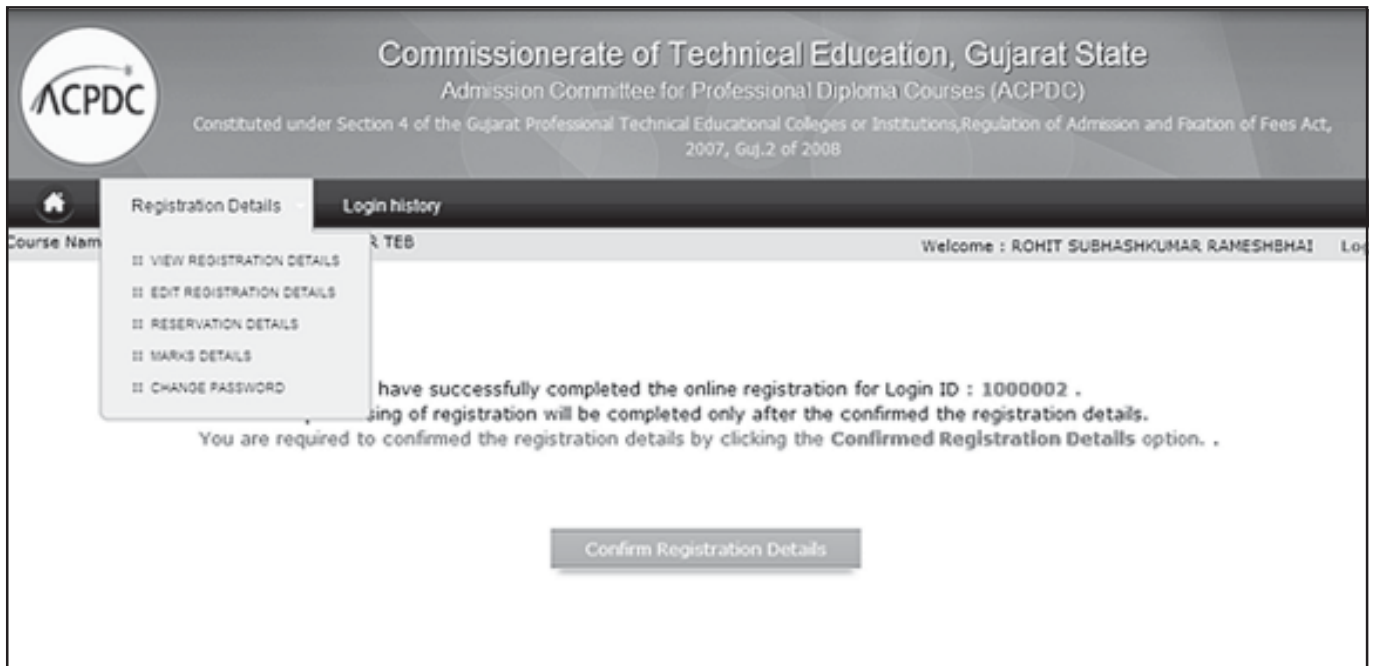 ACPDC
Commissionerate of Technical Education, Gujarat State
Admission Committee for Professional Diploma Courses (ACPDC)
Constituted under Section 4 of the Gujarat Professional Technical Educational Colleges or Institutions,Regulation of Admission and Fixation of Fees Act,
2007, Guj.2 of 2008
Registration Details Login history
Course Nam R TEB Welcome : ROHIT SUBHASHKUMAR RAMESHBHAI Log
VIEW REGISTRATION DETAILS
EDIT REGISTRATION DETAILS
RESERVATION DETAILS
MARKS DETAILS
CHANGE PASSWORD
have successfully completed the online registration for Login ID : 1000002 .
sing of registration will be completed only after the confirmed the registration details.
You are required to confirmed the registration details by clicking the Confirmed Registration Details option. .
Confirm Registration Details